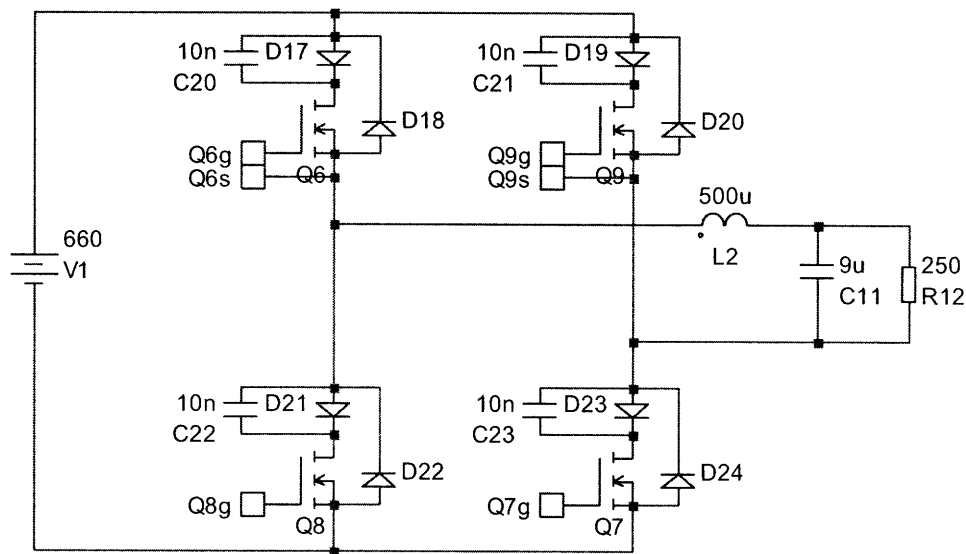 10n D17
C20
D18
Q6g
Q6s
Q6
10n D19
C21
D20
Q9g
Q9s
Q9
500u
L2
660
V1
9u
C11
250
R12
10n D21
C22
D22
Q8g
Q8
10n D23
C23
D24
Q7g
Q7